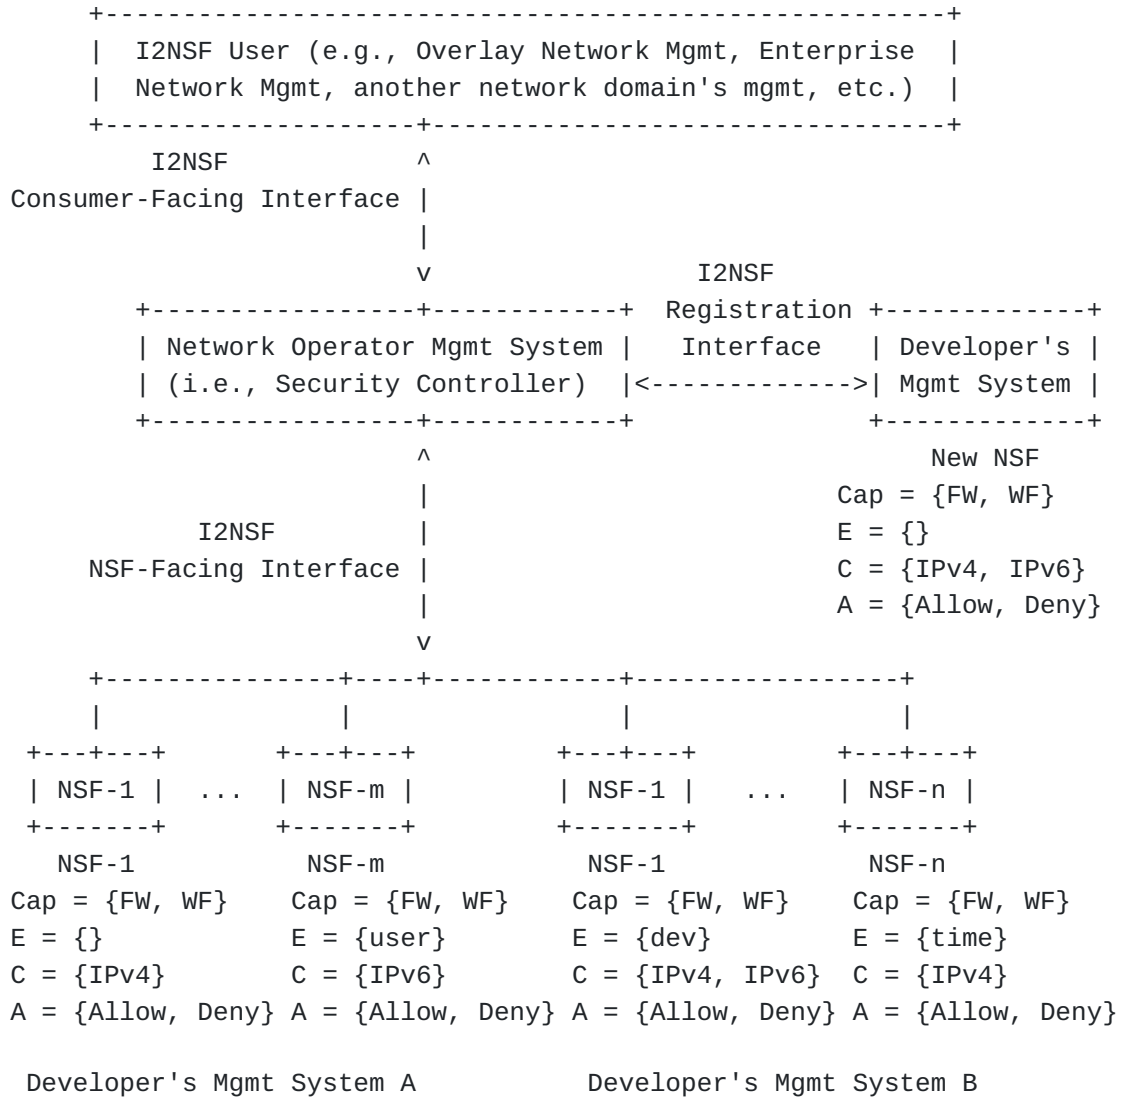 +------------------------------------------------------+
     |  I2NSF User (e.g., Overlay Network Mgmt, Enterprise  |
     |  Network Mgmt, another network domain's mgmt, etc.)  |
     +--------------------+---------------------------------+
         I2NSF            ^
Consumer-Facing Interface |
                          |
                          v                 I2NSF
        +-----------------+------------+  Registration +-------------+
        | Network Operator Mgmt System |   Interface   | Developer's |
        | (i.e., Security Controller)  |<------------->| Mgmt System |
        +-----------------+------------+               +-------------+
                          ^                                New NSF
                          |                          Cap = {FW, WF}
            I2NSF         |                          E = {}
     NSF-Facing Interface |                          C = {IPv4, IPv6}
                          |                          A = {Allow, Deny}
                          v
     +---------------+----+------------+-----------------+
     |               |                 |                 |
 +---+---+       +---+---+         +---+---+         +---+---+
 | NSF-1 |  ...  | NSF-m |         | NSF-1 |   ...   | NSF-n |
 +-------+       +-------+         +-------+         +-------+
   NSF-1           NSF-m             NSF-1             NSF-n
Cap = {FW, WF}    Cap = {FW, WF}    Cap = {FW, WF}    Cap = {FW, WF}
E = {}            E = {user}        E = {dev}         E = {time}
C = {IPv4}        C = {IPv6}        C = {IPv4, IPv6}  C = {IPv4}
A = {Allow, Deny} A = {Allow, Deny} A = {Allow, Deny} A = {Allow, Deny}

 Developer's Mgmt System A           Developer's Mgmt System B